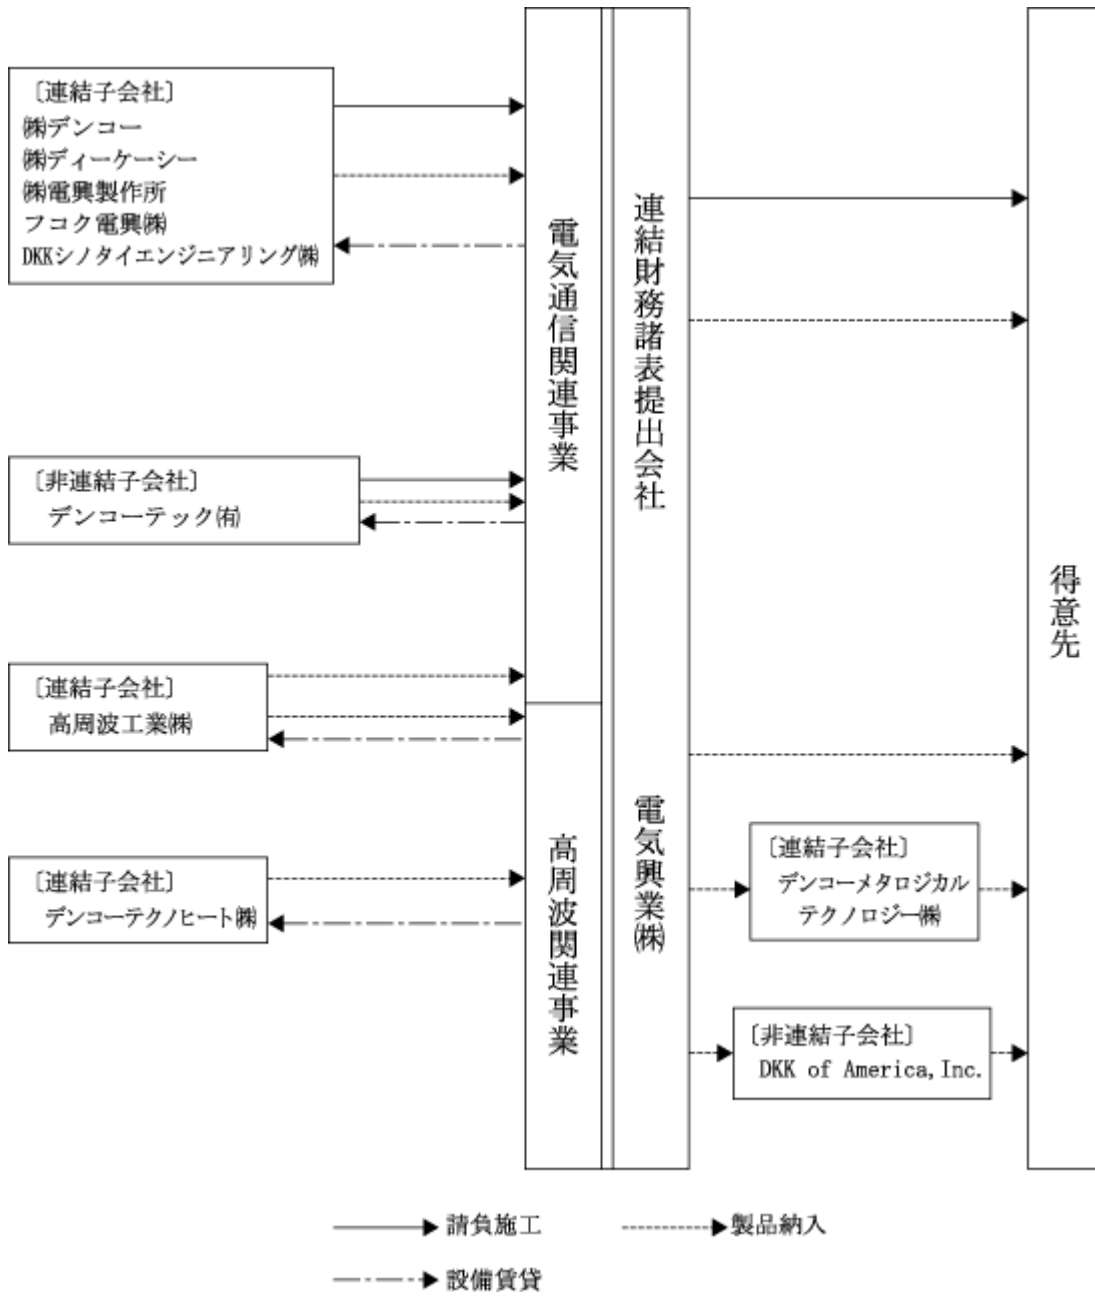 〔連結子会社〕
㈱デンコー
㈱ディーケーシー
㈱電興製作所
フコク電興㈱
DKKシノタイエンジニアリング㈱
〔非連結子会社〕
デンコーテック㈲
〔連結子会社〕
高周波工業㈱
〔連結子会社〕
デンコーテクノヒート㈱
電気通信関連事業
高周波関連事業
連結財務諸表提出会社
電気興業㈱
〔連結子会社〕
デンコーメタロジカル
テクノロジー㈱
〔非連結子会社〕
DKK of America, Inc.
得意先
請負施工
製品納入
設備賃貸